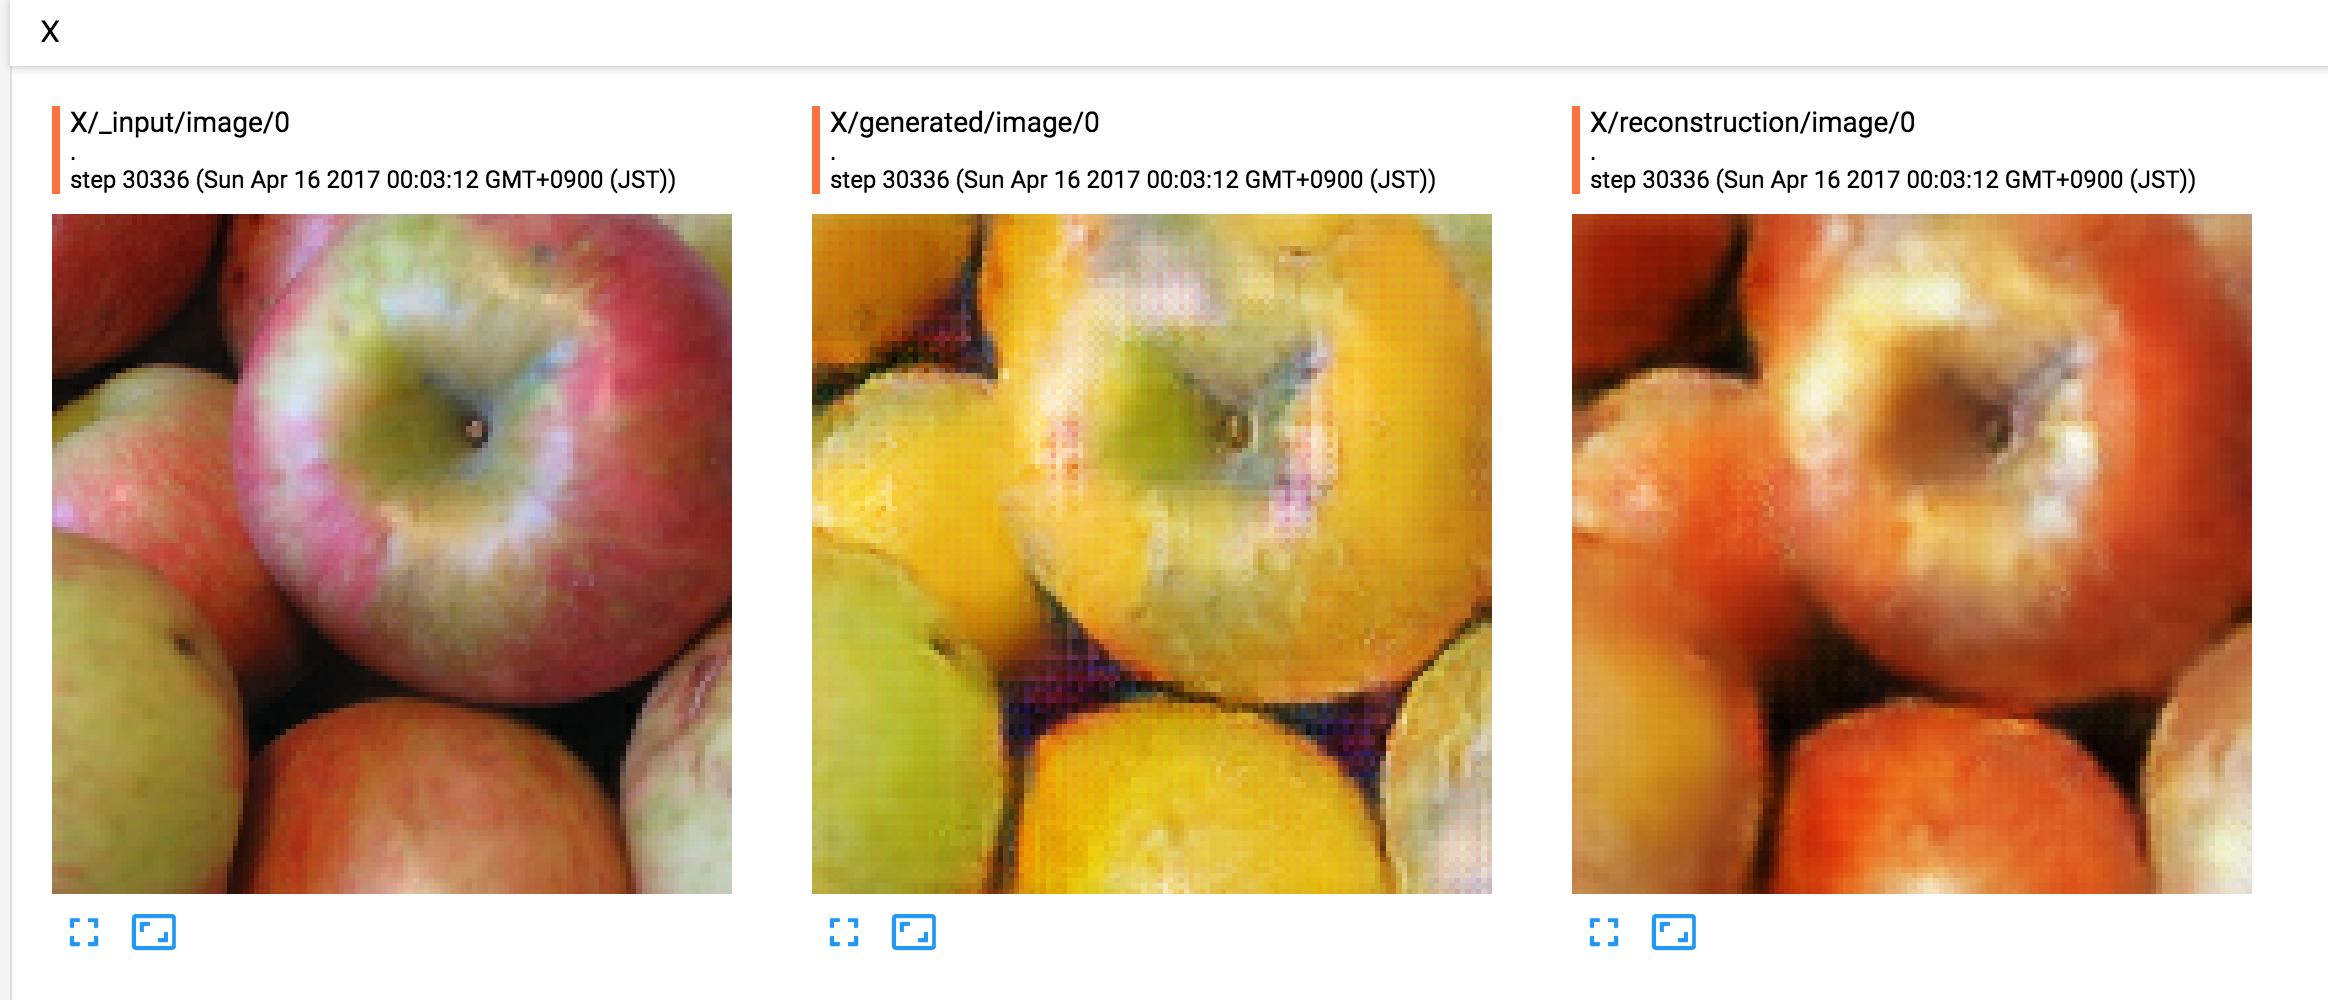 X
X/_input/image/0
.
step 30336 (Sun Apr 16 2017 00:03:12 GMT+0900 (JST))
X/generated/image/0
.
step 30336 (Sun Apr 16 2017 00:03:12 GMT+0900 (JST))
X/reconstruction/image/0
.
step 30336 (Sun Apr 16 2017 00:03:12 GMT+0900 (JST))